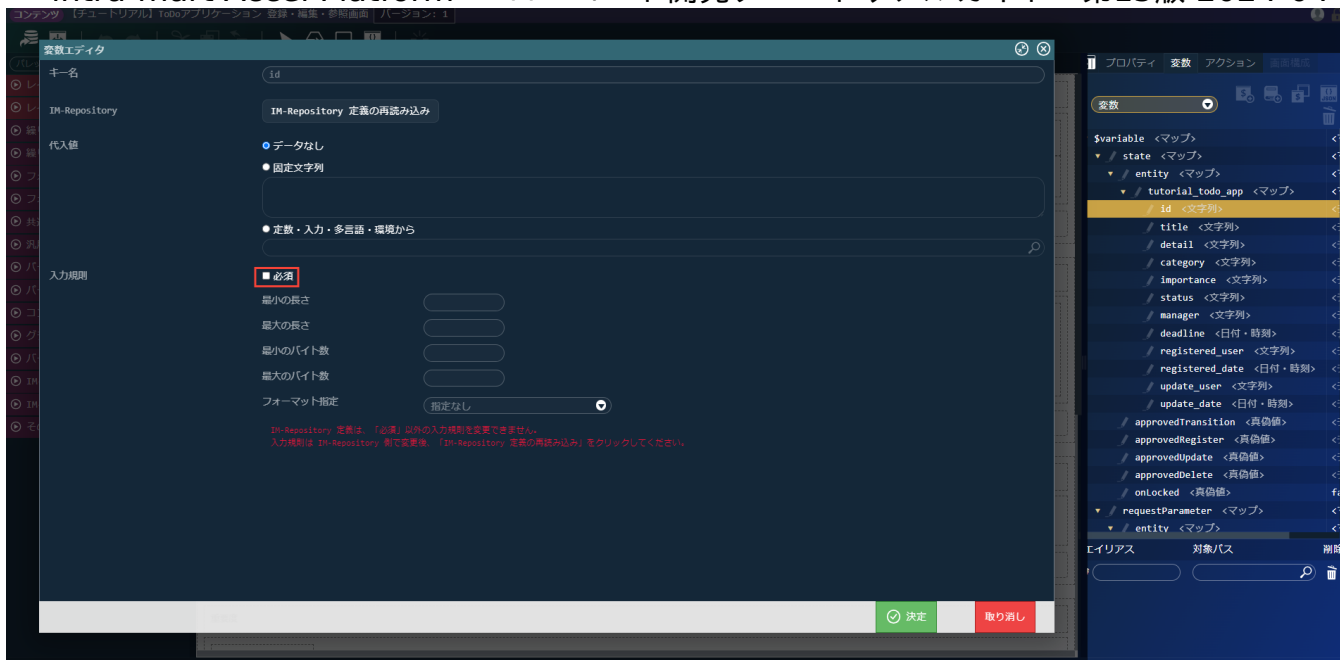 コンテンツ 【チュートリアル】ToDoアプリケーション 登録・編集・参照画面 バージョン: 1
変数エディタ
キー名
id
IM-Repository
IM-Repository 定義の再読み込み
代入値
データなし
固定文字列
定数・入力・多言語・環境から
入力規則
必須
最小の長さ
最大の長さ
最小のバイト数
最大のバイト数
フォーマット指定
指定なし
IM-Repository 定義は、「必須」以外の入力規則を変更できません。
入力規則は IM-Repository 側で変更後、「IM-Repository 定義の再読み込み」をクリックしてください。
決定
取り消し
プロパティ 変数 アクション 画面構成
変数
$variable <マップ>
state <マップ>
entity <マップ>
tutorial_todo_app <マップ>
id <文字列>
title <文字列>
detail <文字列>
category <文字列>
importance <文字列>
status <文字列>
manager <文字列>
deadline <日付・時刻>
registered_user <文字列>
registered_date <日付・時刻>
update_user <文字列>
update_date <日付・時刻>
approvedTransition <真偽値>
approvedRegister <真偽値>
approvedUpdate <真偽値>
approvedDelete <真偽値>
onLocked <真偽値>
requestParameter <マップ>
entity <マップ>
エイリアス 対象パス 削除